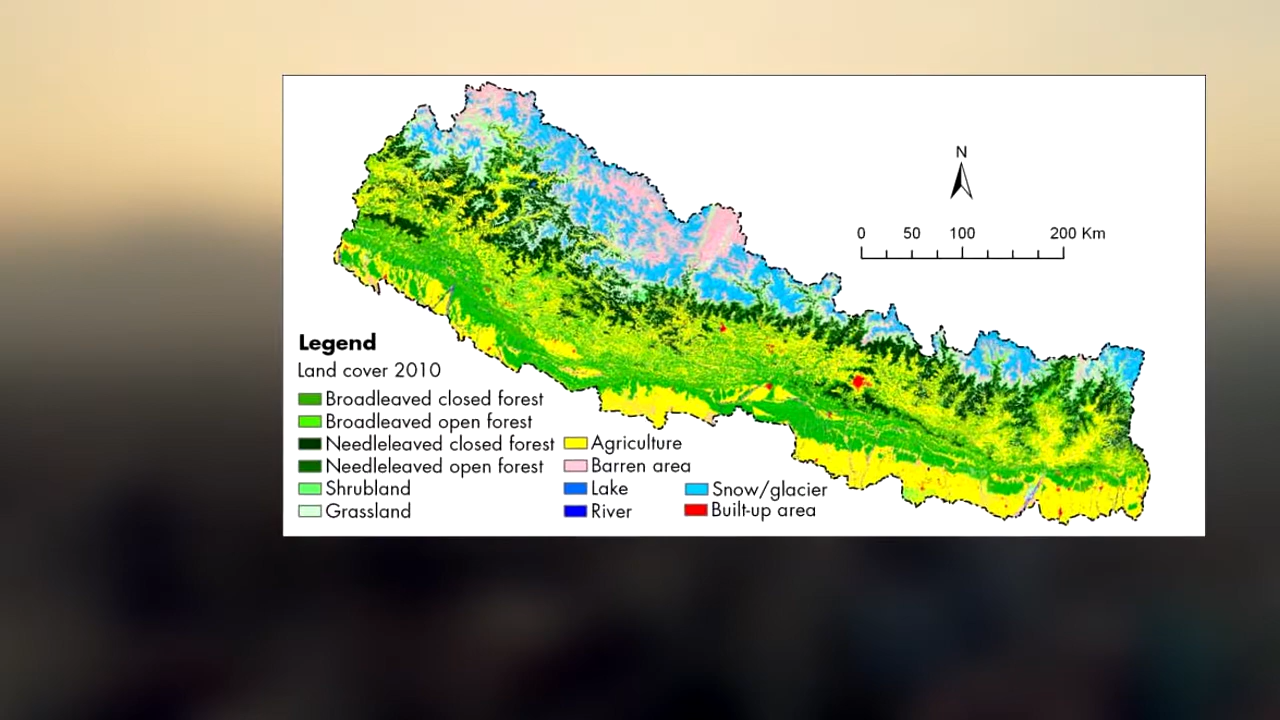 N
0 50 100 200 Km
Legend
Land cover 2010
Broadleaved closed forest
Broadleaved open forest
Needleleaved closed forest
Needleleaved open forest
Shrubland
Grassland
Agriculture
Barren area
Lake
River
Snow/glacier
Built-up area